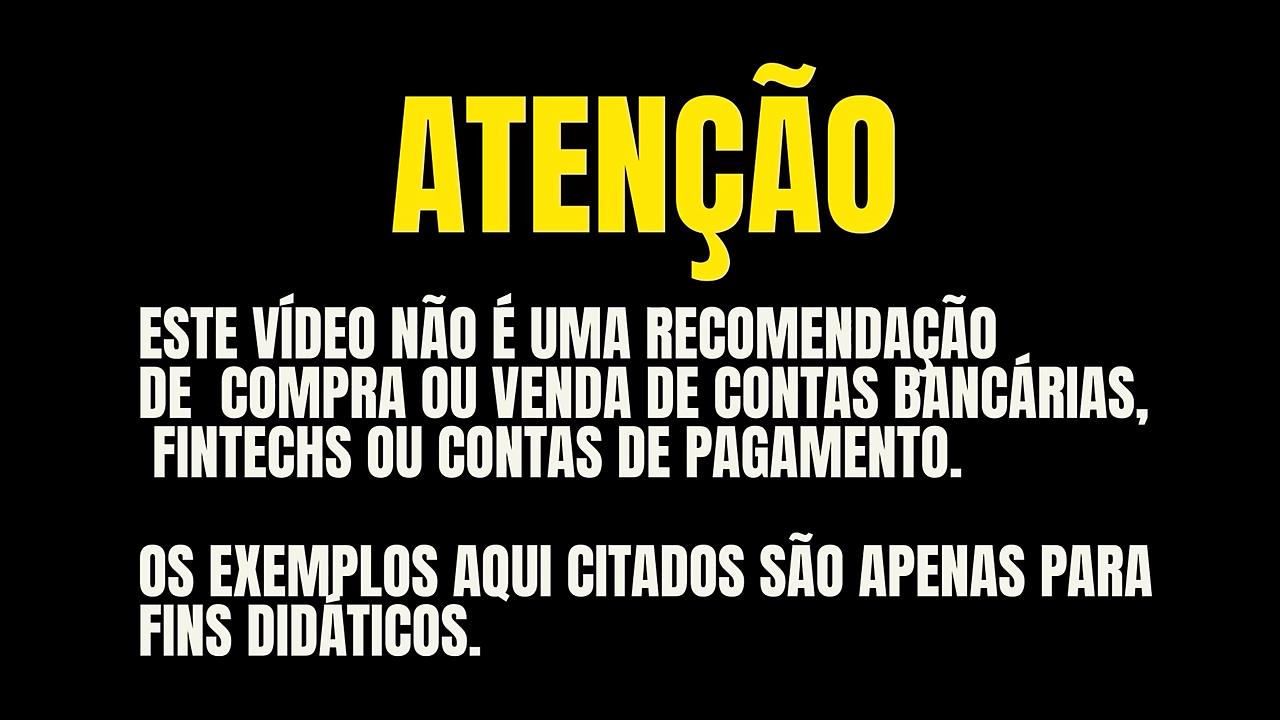 ATENÇÃO
ESTE VÍDEO NÃO É UMA RECOMENDAÇÃO
DE COMPRA OU VENDA DE CONTAS BANCÁRIAS,
FINTECHS OU CONTAS DE PAGAMENTO.
OS EXEMPLOS AQUI CITADOS SÃO APENAS PARA
FINS DIDÁTICOS.